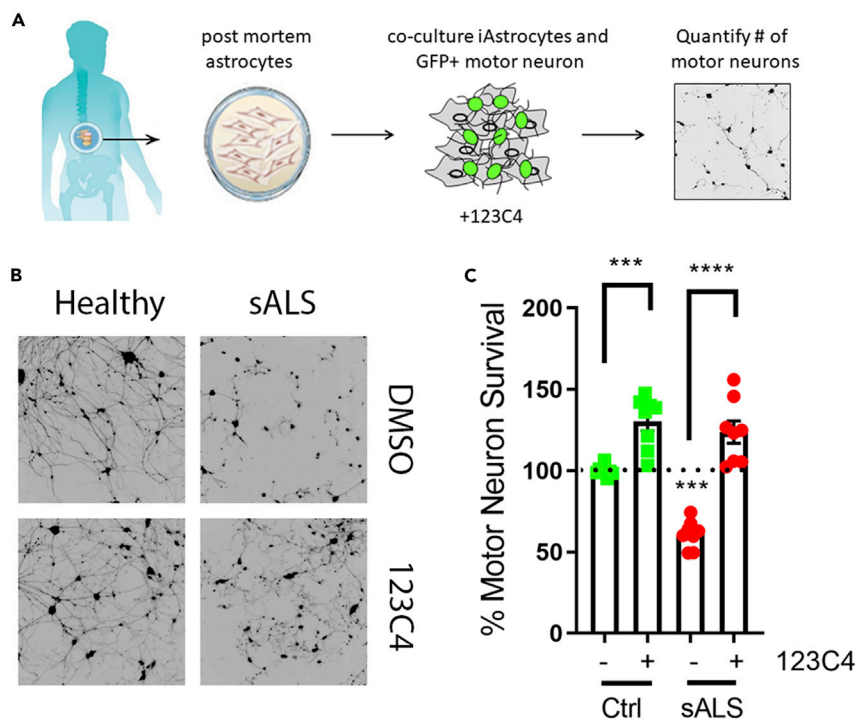 A
post mortem
astrocytes
co-culture iAstrocytes and
GFP+ motor neuron
+123C4
Quantify # of
motor neurons
B
Healthy sALS
DMSO
123C4
C
% Motor Neuron Survival
200
150
100
50
0
***
****
***
- + - + 123C4
Ctrl sALS